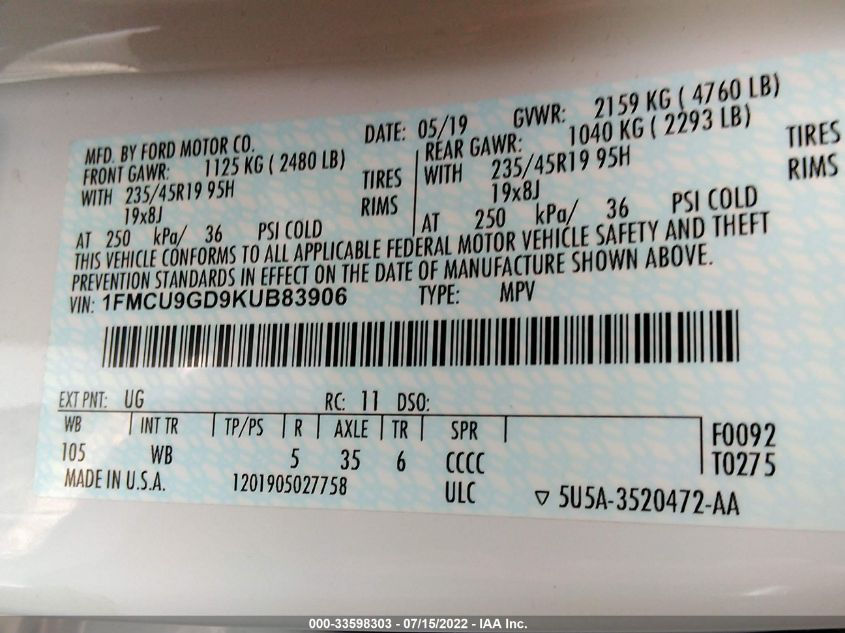 MFD. BY FORD MOTOR CO. DATE: 05/19 GVWR: 2159 KG ( 4760 LB)
FRONT GAWR: 1125 KG ( 2480 LB) REAR GAWR: 1040 KG ( 2293 LB)
WITH 235/45R19 95H TIRES WITH 235/45R19 95H TIRES
19x8J RIMS 19x8J RIMS
AT 250 kPa/ 36 PSI COLD AT 250 kPa/ 36 PSI COLD
THIS VEHICLE CONFORMS TO ALL APPLICABLE FEDERAL MOTOR VEHICLE SAFETY AND THEFT
PREVENTION STANDARDS IN EFFECT ON THE DATE OF MANUFACTURE SHOWN ABOVE.
VIN: 1FMCU9GD9KUB83906 TYPE: MPV
EXT PNT: UG RC: 11 DSO:
WB INT TR TP/PS R AXLE TR SPR F0092
105 WB 5 35 6 CCCC T0275
MADE IN U.S.A. 1201905027758 ULC ▽ 5U5A-3520472-AA
000-33598303 - 07/15/2022 - IAA Inc.